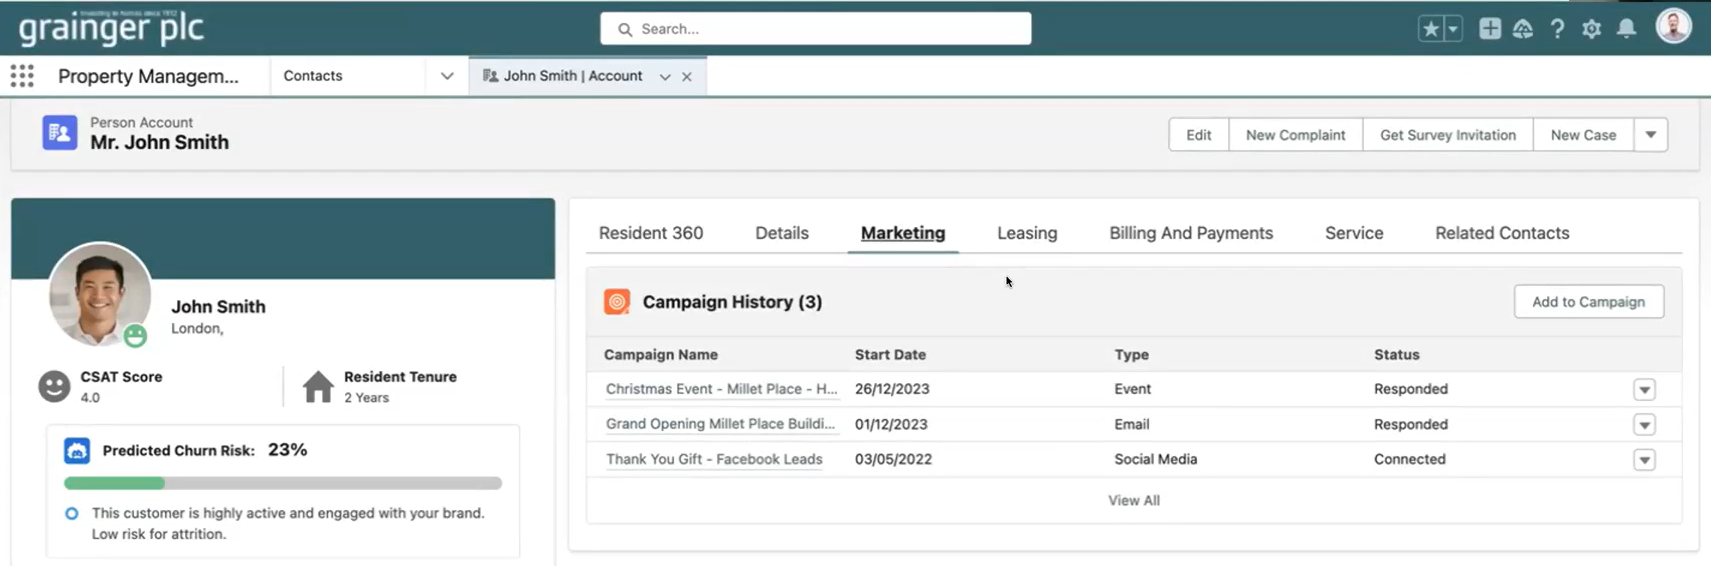 Investing in homes since 1912
grainger plc
Search...
Property Managem...
Contacts
John Smith | Account
Person Account
Mr. John Smith
Edit
New Complaint
Get Survey Invitation
New Case
John Smith
London,
CSAT Score
4.0
Resident Tenure
2 Years
Predicted Churn Risk: 23%
This customer is highly active and engaged with your brand.
Low risk for attrition.
Resident 360
Details
Marketing
Leasing
Billing And Payments
Service
Related Contacts
Campaign History (3)
Add to Campaign
Campaign Name Start Date Type Status
Christmas Event - Millet Place - H... 26/12/2023 Event Responded
Grand Opening Millet Place Buildi... 01/12/2023 Email Responded
Thank You Gift - Facebook Leads 03/05/2022 Social Media Connected
View All